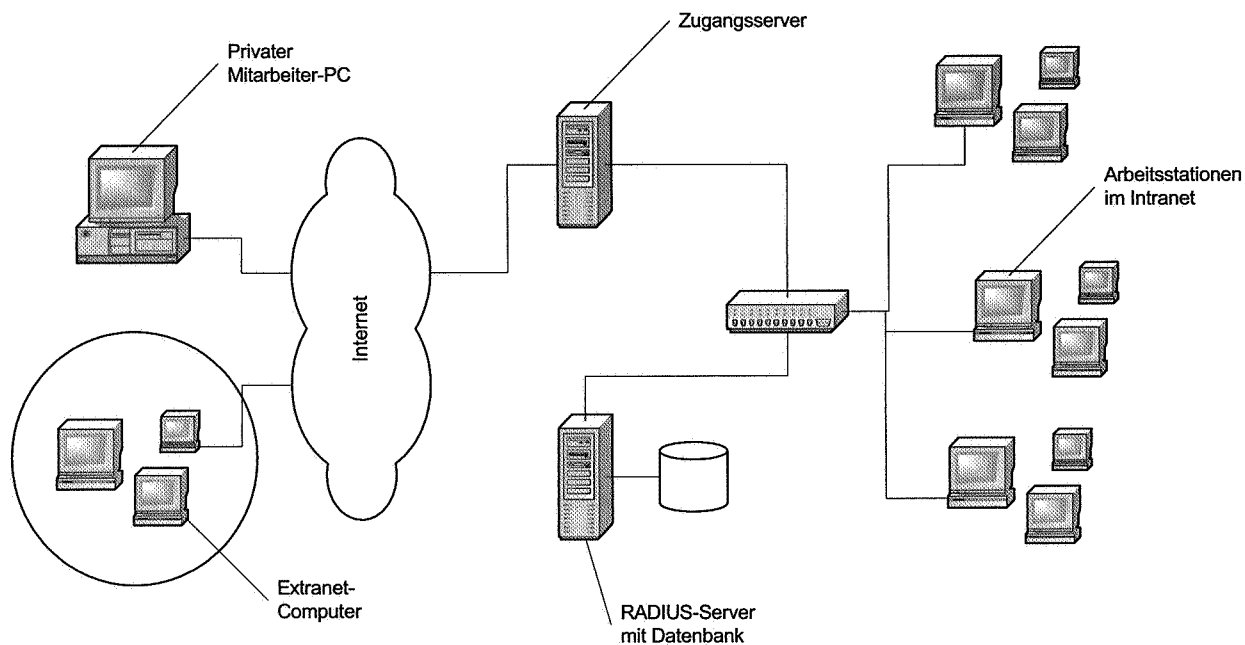 Zugangsserver
Privater
Mitarbeiter-PC
Arbeitsstationen
im Intranet
Internet
Extranet-
Computer
RADIUS-Server
mit Datenbank